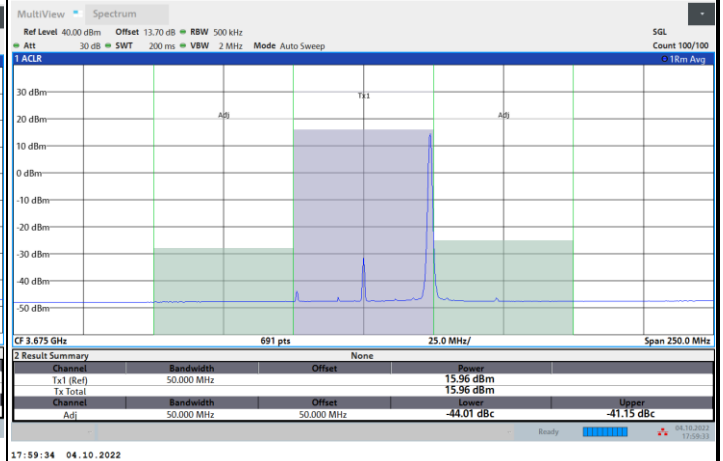 MultiView Spectrum
Ref Level 40.00 dBm Offset 13.70 dB RBW 500 kHz SGL
Att 30 dB SWT 200 ms VBW 2 MHz Mode Auto Sweep Count 100/100
1 ACLR 1Rm Avg
30 dBm
Tx1
20 dBm
Adj Adj
10 dBm
0 dBm
-10 dBm
-20 dBm
-30 dBm
-40 dBm
-50 dBm
CF 3.675 GHz 691 pts 25.0 MHz/ Span 250.0 MHz
2 Result Summary None
Channel Bandwidth Offset Power
Tx1 (Ref) 50.000 MHz 15.96 dBm
Tx Total 15.96 dBm
Channel Bandwidth Offset Lower Upper
Adj 50.000 MHz 50.000 MHz -44.01 dBc -41.15 dBc
Ready 04.10.2022
17:59:33
17:59:34 04.10.2022